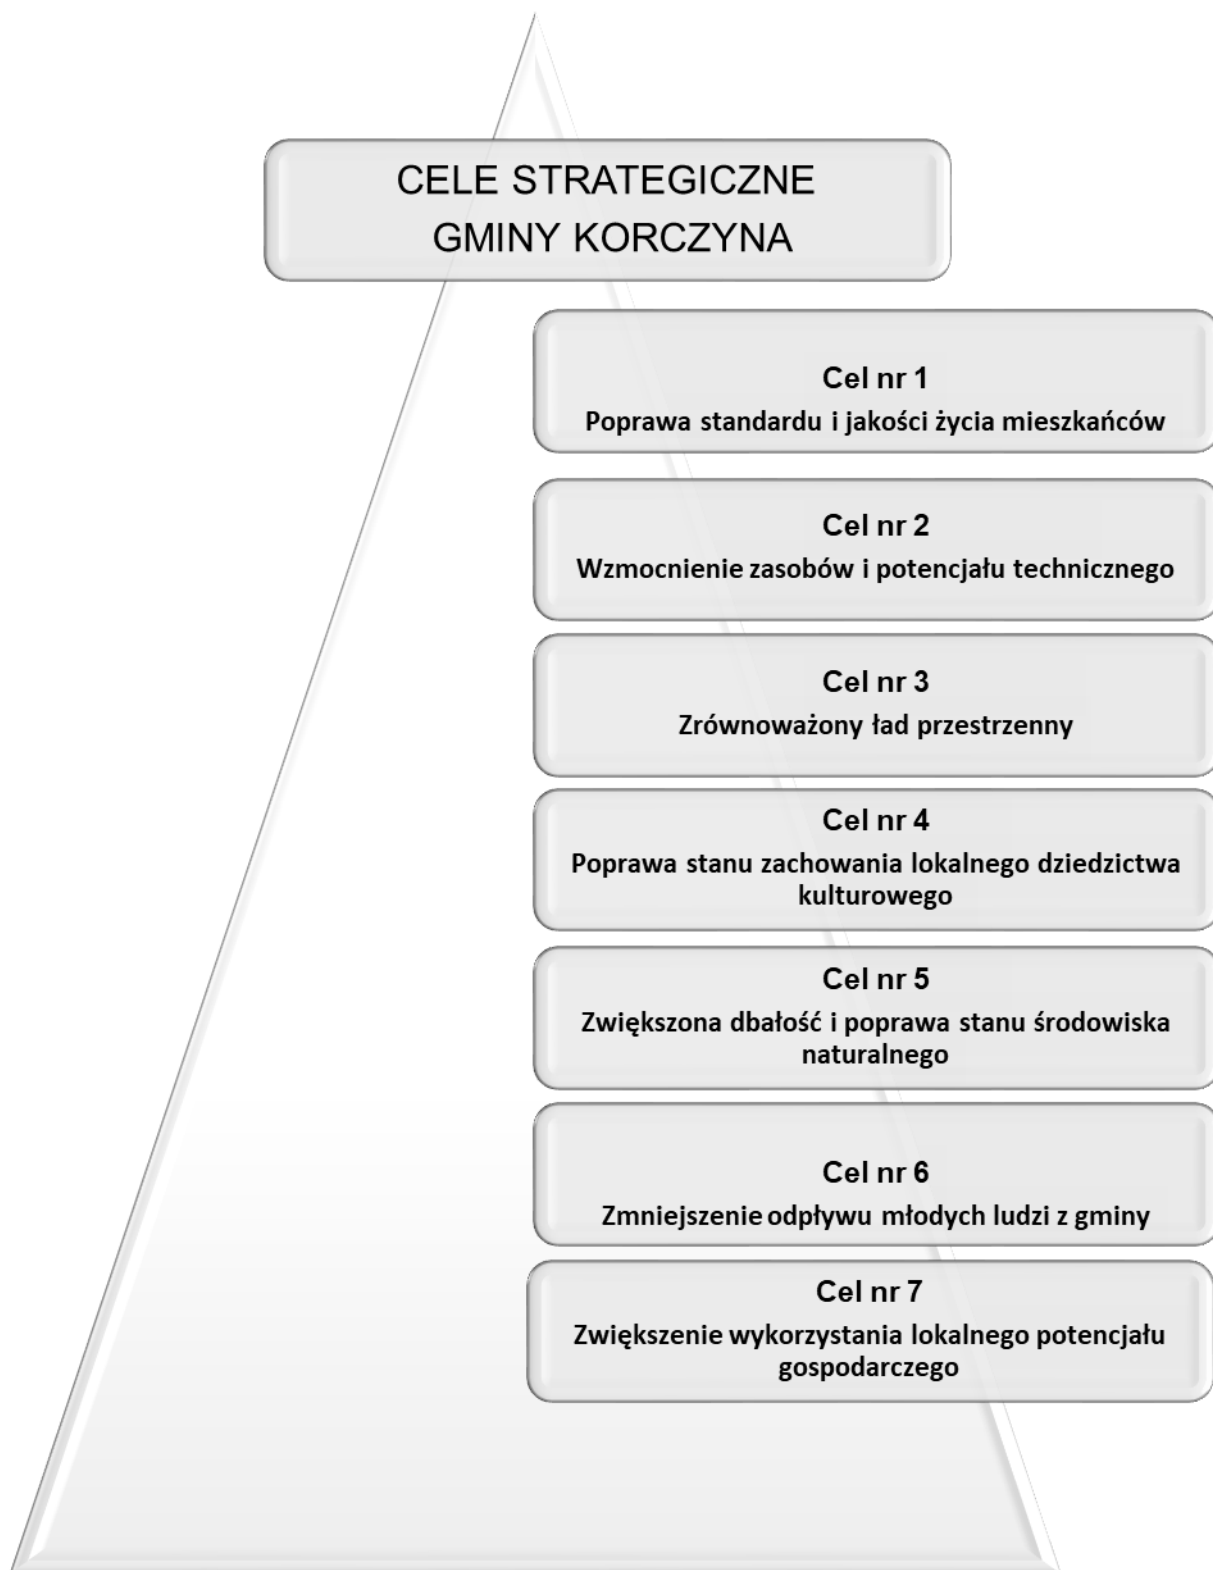 CELE STRATEGICZNE
GMINY KORCZYNA
Cel nr 1
Poprawa standardu i jakości życia mieszkańców
Cel nr 2
Wzmocnienie zasobów i potencjału technicznego
Cel nr 3
Zrównoważony ład przestrzenny
Cel nr 4
Poprawa stanu zachowania lokalnego dziedzictwa
kulturowego
Cel nr 5
Zwiększona dbałość i poprawa stanu środowiska
naturalnego
Cel nr 6
Zmniejszenie odpływu młodych ludzi z gminy
Cel nr 7
Zwiększenie wykorzystania lokalnego potencjału
gospodarczego